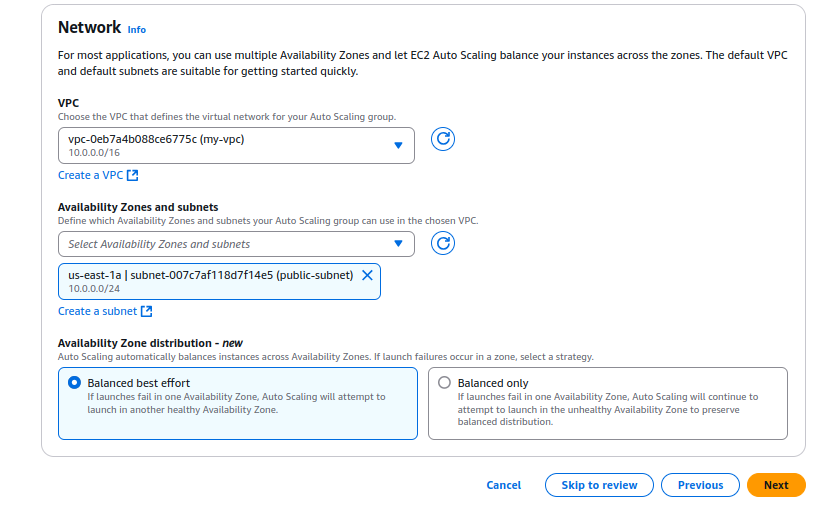 Network Info
For most applications, you can use multiple Availability Zones and let EC2 Auto Scaling balance your instances across the zones. The default VPC
and default subnets are suitable for getting started quickly.
VPC
Choose the VPC that defines the virtual network for your Auto Scaling group.
vpc-0eb7a4b088ce6775c (my-vpc)
10.0.0.0/16
Create a VPC
Availability Zones and subnets
Define which Availability Zones and subnets your Auto Scaling group can use in the chosen VPC.
Select Availability Zones and subnets
us-east-1a | subnet-007c7af118d7f14e5 (public-subnet)
10.0.0.0/24
Create a subnet
Availability Zone distribution - new
Auto Scaling automatically balances instances across Availability Zones. If launch failures occur in a zone, select a strategy.
Balanced best effort
If launches fail in one Availability Zone, Auto Scaling will attempt to
launch in another healthy Availability Zone.
Balanced only
If launches fail in one Availability Zone, Auto Scaling will continue to
attempt to launch in the unhealthy Availability Zone to preserve
balanced distribution.
Cancel
Skip to review
Previous
Next